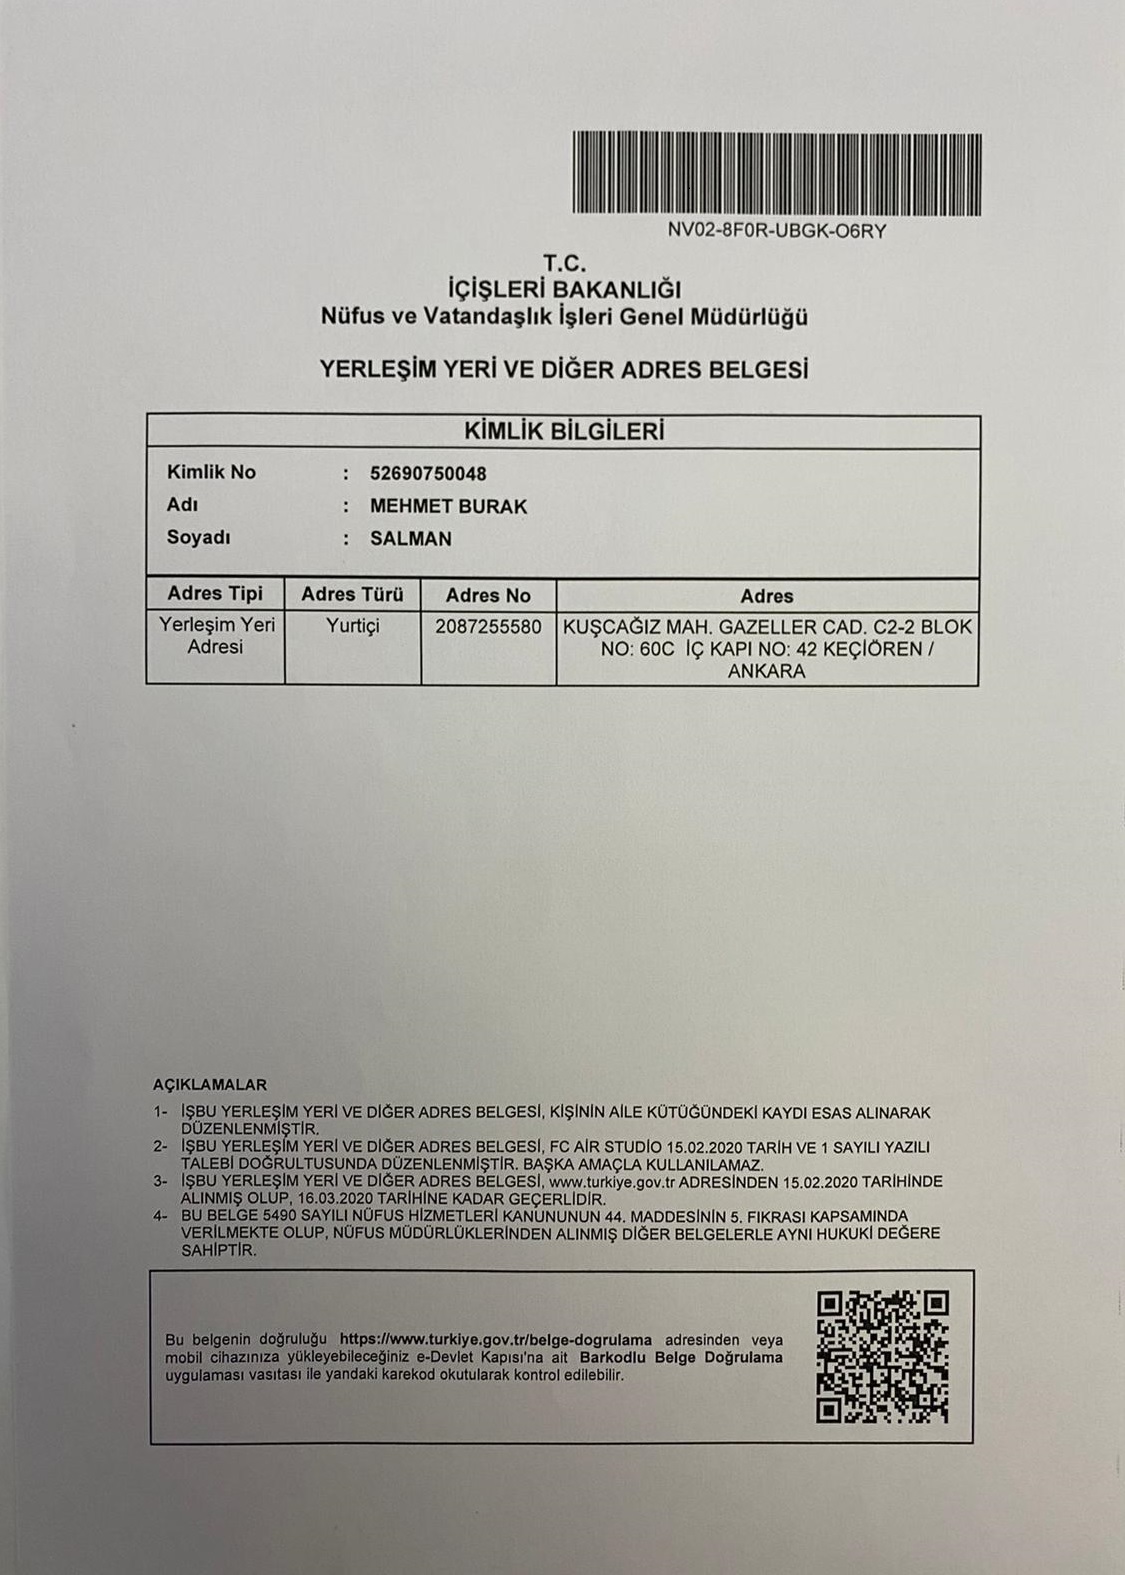 NV02-8F0R-UBGK-O6RY
T.C.
İÇİŞLERİ BAKANLIĞI
Nüfus ve Vatandaşlık İşleri Genel Müdürlüğü
YERLEŞİM YERİ VE DİĞER ADRES BELGESİ
KİMLİK BİLGİLERİ
Kimlik No : 52690750048
Adı : MEHMET BURAK
Soyadı : SALMAN
Adres Tipi Adres Türü Adres No Adres
Yerleşim Yeri Yurtiçi 2087255580 KUŞCAĞIZ MAH. GAZELLER CAD. C2-2 BLOK
Adresi NO: 60C İÇ KAPI NO: 42 KEÇİÖREN /
ANKARA
AÇIKLAMALAR
1- İŞBU YERLEŞİM YERİ VE DİĞER ADRES BELGESİ, KİŞİNİN AİLE KÜTÜĞÜNDEKİ KAYDI ESAS ALINARAK
DÜZENLENMİŞTİR.
2- İŞBU YERLEŞİM YERİ VE DİĞER ADRES BELGESİ, FC AİR STUDİO 15.02.2020 TARİH VE 1 SAYILI YAZILI
TALEBİ DOĞRULTUSUNDA DÜZENLENMİŞTİR. BAŞKA AMAÇLA KULLANILAMAZ.
3- İŞBU YERLEŞİM YERİ VE DİĞER ADRES BELGESİ, www.turkiye.gov.tr ADRESİNDEN 15.02.2020 TARİHİNDE
ALINMIŞ OLUP, 16.03.2020 TARİHİNE KADAR GEÇERLİDİR.
4- BU BELGE 5490 SAYILI NÜFUS HİZMETLERİ KANUNUNUN 44. MADDESİNİN 5. FIKRASI KAPSAMINDA
VERİLMEKTE OLUP, NÜFUS MÜDÜRLÜKLERİNDEN ALINMIŞ DİĞER BELGELERLE AYNI HUKUKİ DEĞERE
SAHİPTİR.
Bu belgenin doğruluğu https://www.turkiye.gov.tr/belge-dogrulama adresinden veya
mobil cihazınıza yükleyebileceğiniz e-Devlet Kapısı'na ait Barkodlu Belge Doğrulama
uygulaması vasıtası ile yandaki karekod okutularak kontrol edilebilir.